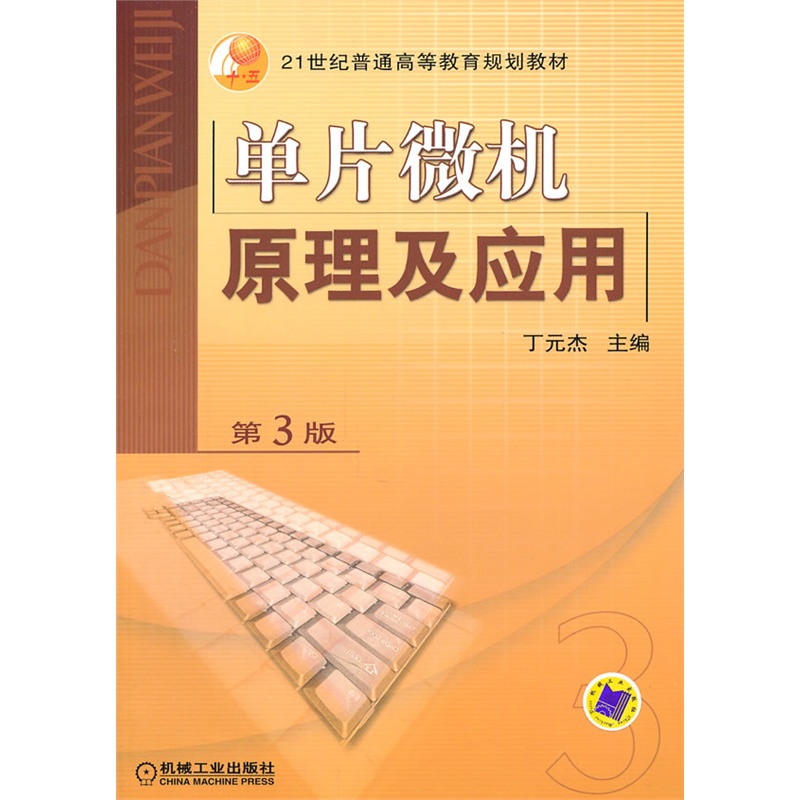 DANPIANWEIJI
十·五
21世纪普通高等教育规划教材
单片微机
原理及应用
丁元杰 主编
第3版
3
机械工业出版社
CHINA MACHINE PRESS